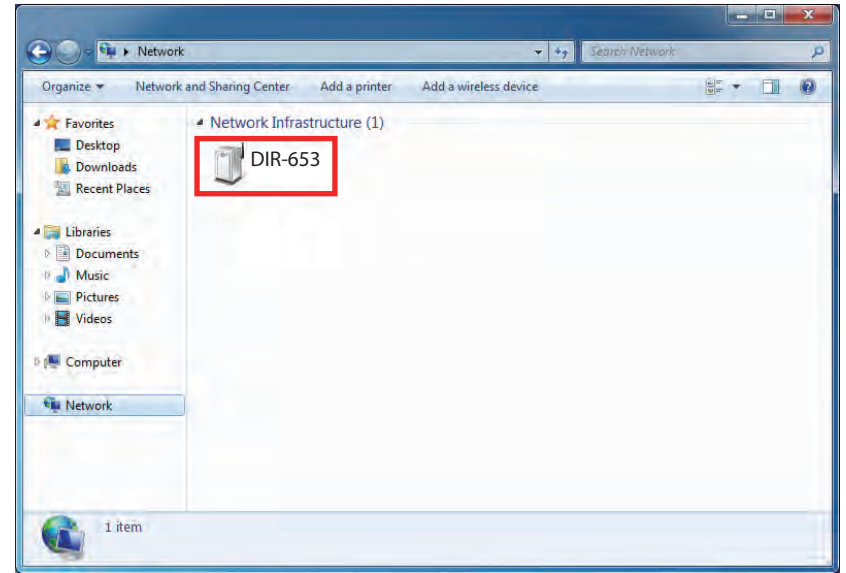 Network
Search Network
Organize
Network and Sharing Center
Add a printer
Add a wireless device
Favorites
Desktop
Downloads
Recent Places
Libraries
Documents
Music
Pictures
Videos
Computer
Network
Network Infrastructure (1)
DIR-653
1 item